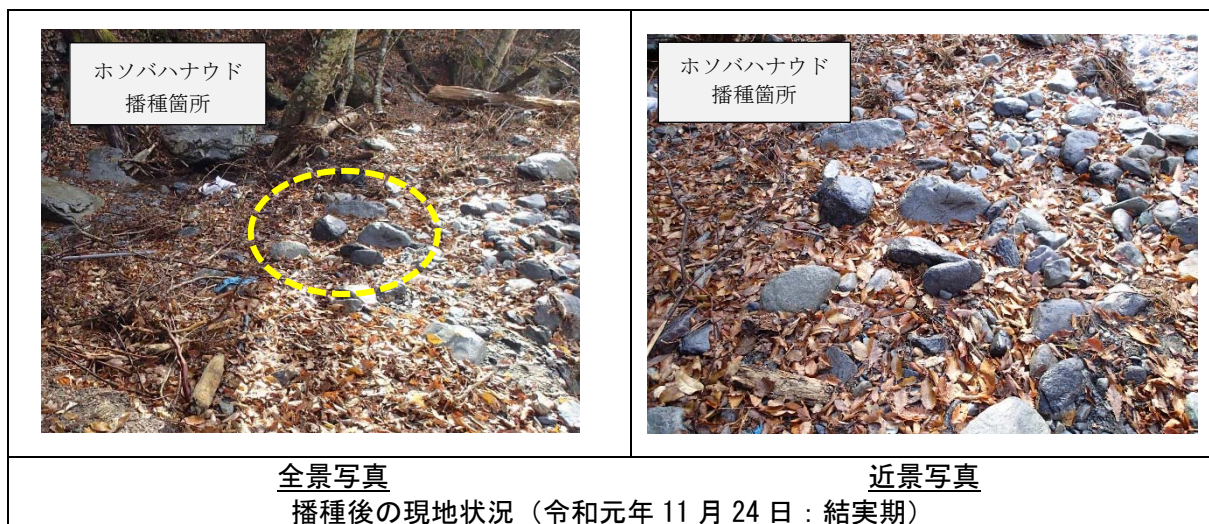 ホソバハナウド
播種箇所
ホソバハナウド
播種箇所
全景写真
近景写真
播種後の現地状況（令和元年 11 月 24 日：結実期）